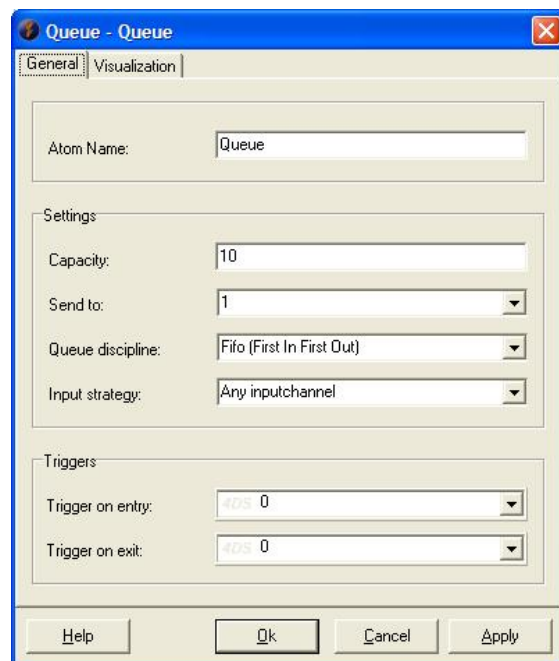 Queue - Queue
General Visualization
Atom Name: Queue
Settings
Capacity: 10
Send to: 1
Queue discipline: Fifo (First In First Out)
Input strategy: Any inputchannel
Triggers
Trigger on entry: 4DS 0
Trigger on exit: 4DS 0
Help Ok Cancel Apply